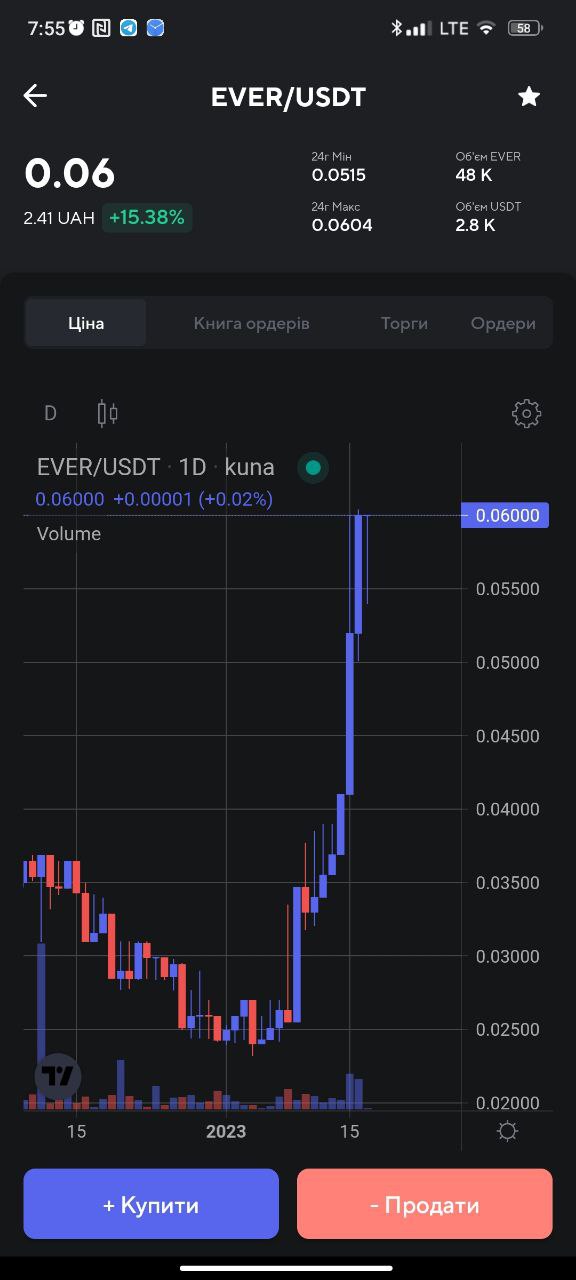 7:55 LTE 58
EVER/USDT
0.06
2.41 UAH +15.38%
24г Мін
0.0515
Об'єм EVER
48 K
24г Макс
0.0604
Об'єм USDT
2.8 K
Ціна Книга ордерів Торги Ордери
D
EVER/USDT · 1D · kuna
0.06000 +0.00001 (+0.02%)
Volume
0.06000
0.05500
0.05000
0.04500
0.04000
0.03500
0.03000
0.02500
0.02000
15 2023 15
+ Купити - Продати